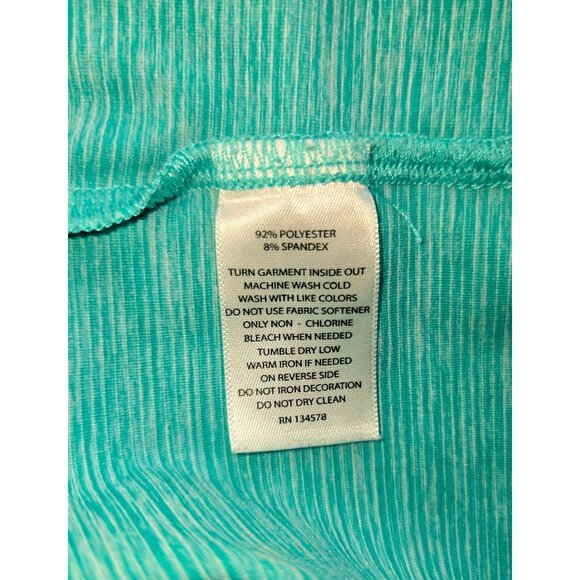 92% POLYESTER
8% SPANDEX
TURN GARMENT INSIDE OUT
MACHINE WASH COLD
WASH WITH LIKE COLORS
DO NOT USE FABRIC SOFTENER
ONLY NON - CHLORINE
BLEACH WHEN NEEDED
TUMBLE DRY LOW
WARM IRON IF NEEDED
ON REVERSE SIDE
DO NOT IRON DECORATION
DO NOT DRY CLEAN
RN 134578